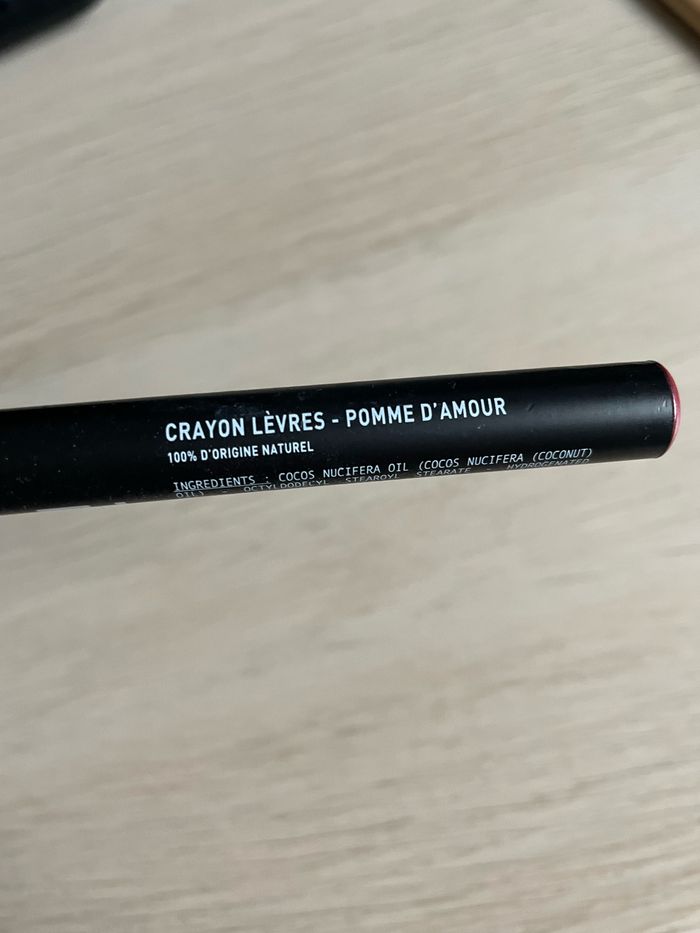 CRAYON LÈVRES - POMME D'AMOUR
100% D'ORIGINE NATUREL
INGREDIENTS : COCOS NUCIFERA OIL (COCOS NUCIFERA (COCONUT)
OIL) - OCTYLDODECYL STEAROYL STEARATE - HYDROGENATED